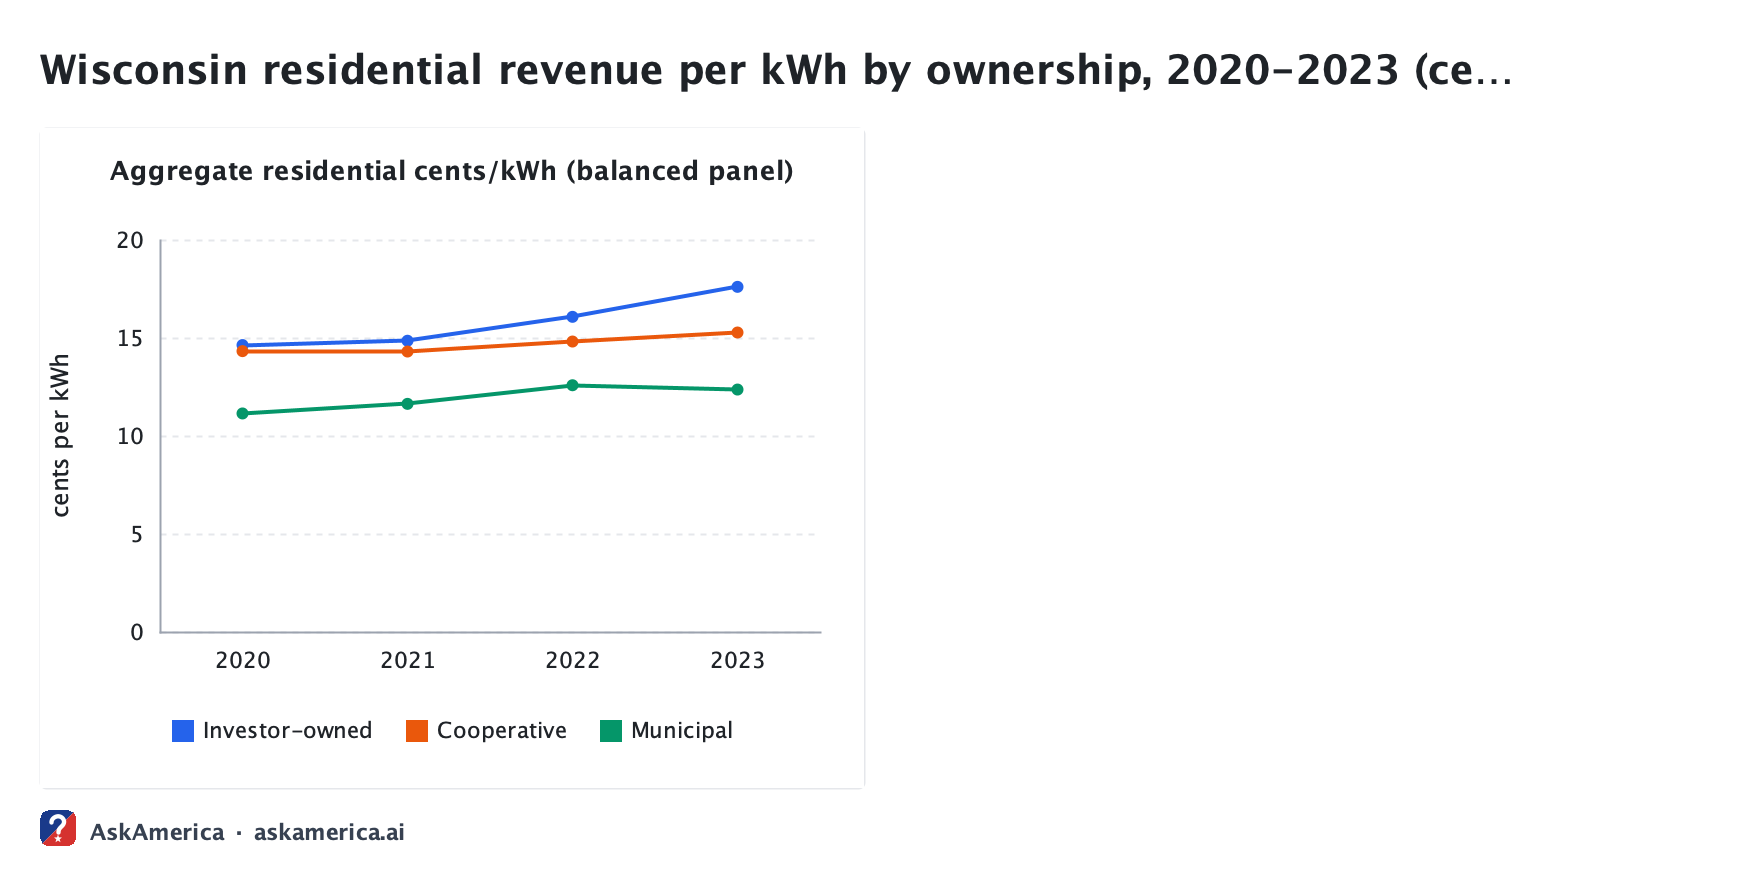 Wisconsin residential revenue per kWh by ownership, 2020–2023 (ce...
Aggregate residential cents/kWh (balanced panel)
cents per kWh
20
15
10
5
0
2020 2021 2022 2023
Investor-owned Cooperative Municipal
AskAmerica · askamerica.ai